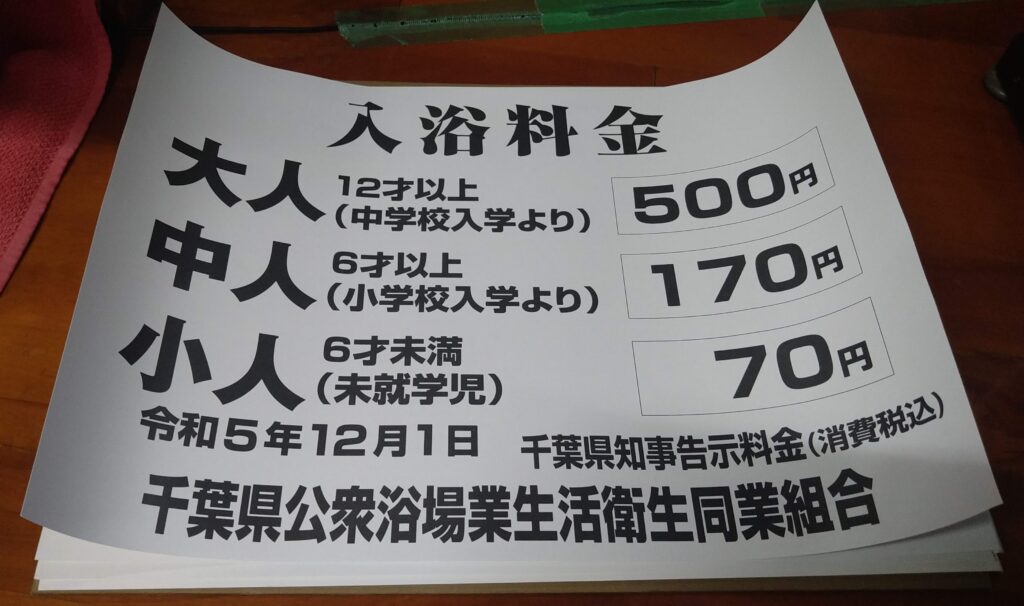 入浴料金
大人 12才以上 500円
(中学校入学より)
中人 6才以上 170円
(小学校入学より)
小人 6才未満 70円
(未就学児)
令和5年12月1日 千葉県知事告示料金(消費税込)
千葉県公衆浴場業生活衛生同業組合